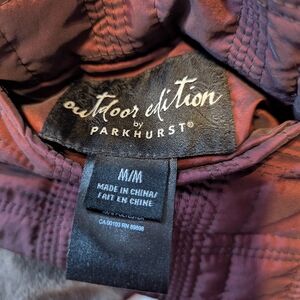 outdoor edition
by
PARKHURST®
M/M
MADE IN CHINA/
FAIT EN CHINE